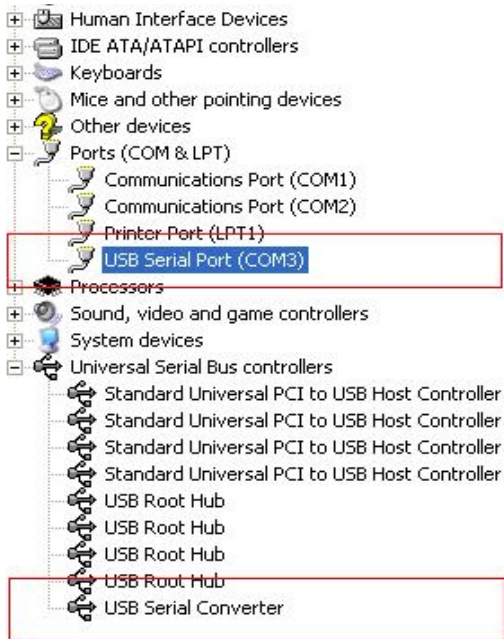 Human Interface Devices
IDE ATA/ATAPI controllers
Keyboards
Mice and other pointing devices
Other devices
Ports (COM & LPT)
Communications Port (COM1)
Communications Port (COM2)
Printer Port (LPT1)
USB Serial Port (COM3)
Processors
Sound, video and game controllers
System devices
Universal Serial Bus controllers
Standard Universal PCI to USB Host Controller
Standard Universal PCI to USB Host Controller
Standard Universal PCI to USB Host Controller
Standard Universal PCI to USB Host Controller
USB Root Hub
USB Root Hub
USB Root Hub
USB Root Hub
USB Serial Converter